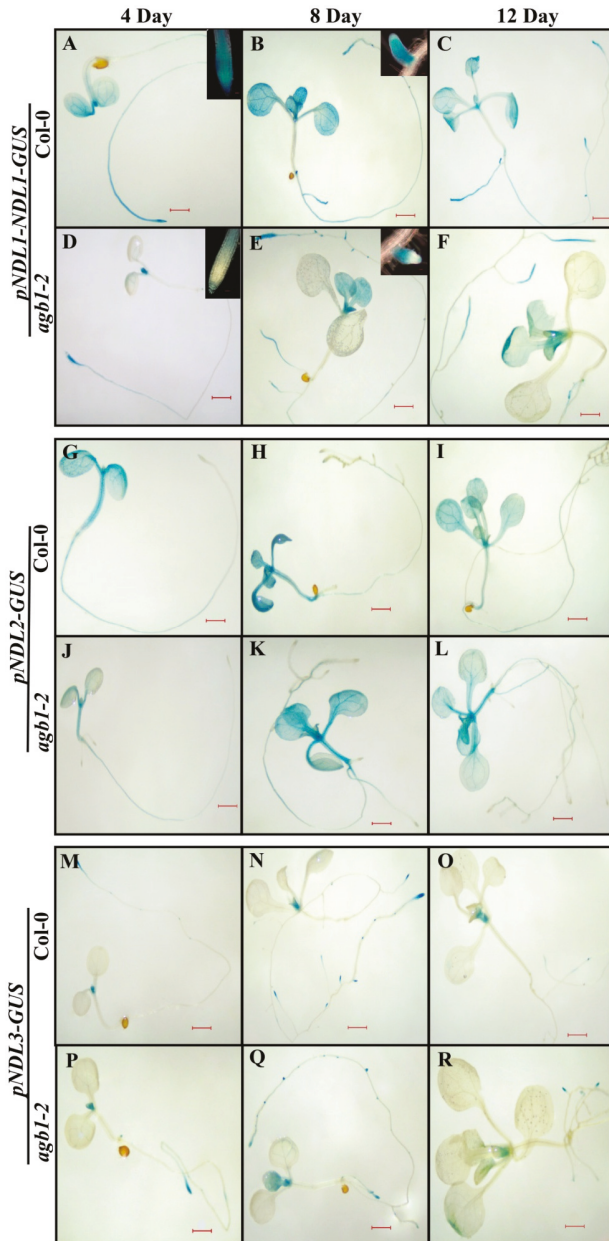 4 Day 8 Day 12 Day
A B C
pNDL1-NDL1-GUS
Col-0
D E F
agb1-2
G H I
pNDL2-GUS
Col-0
J K L
agb1-2
M N O
pNDL3-GUS
Col-0
P Q R
agb1-2